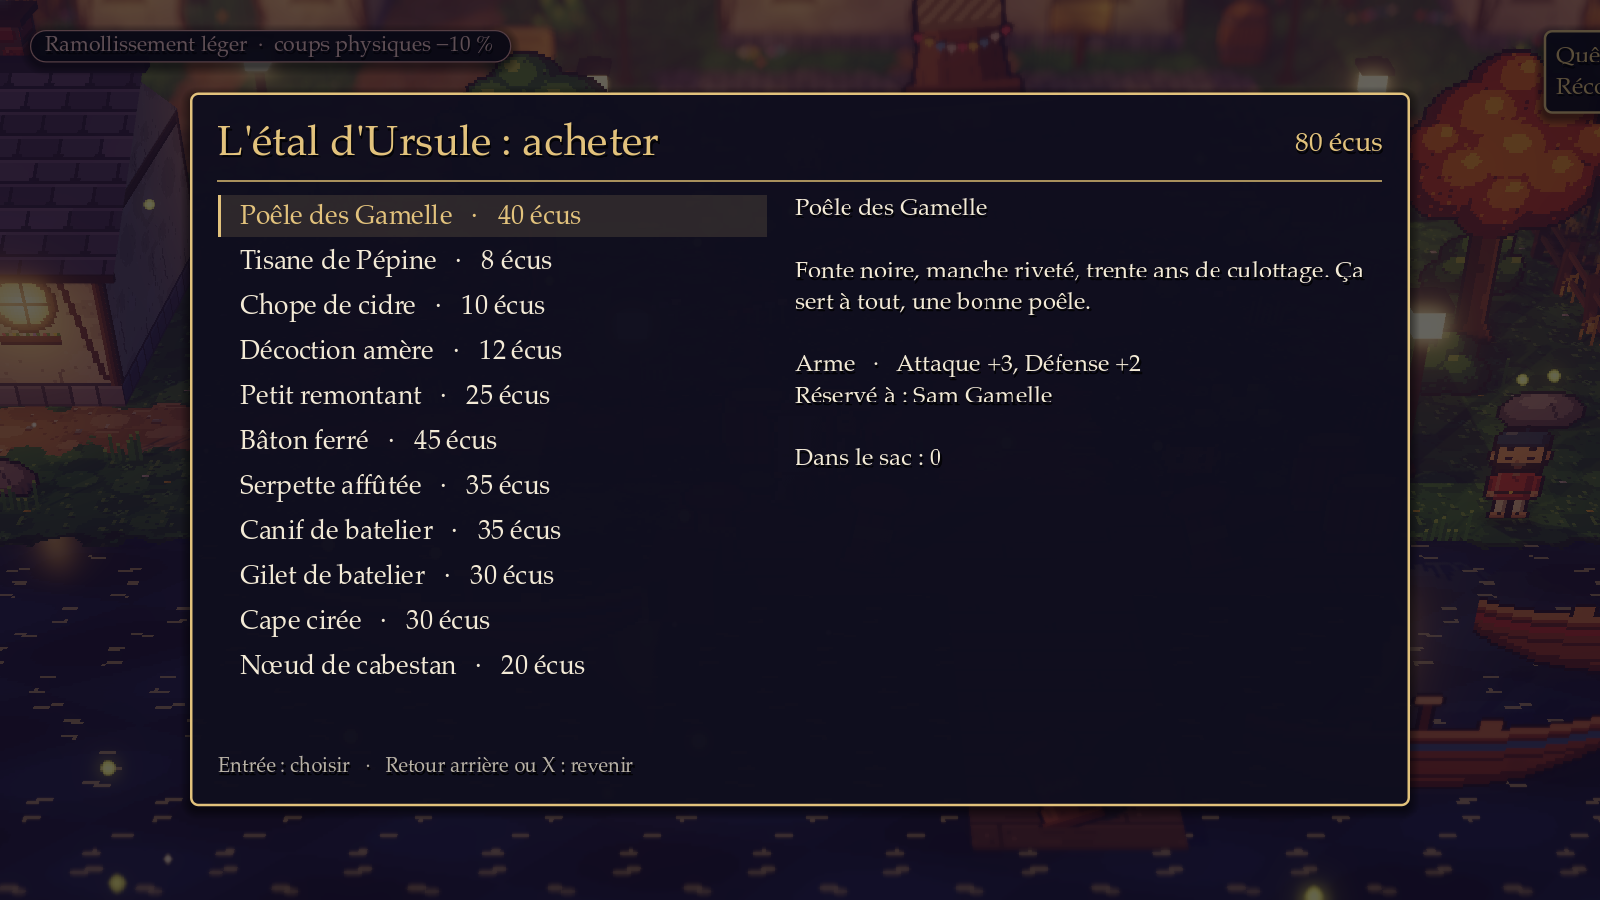 Ramollissement léger · coups physiques −10 %
Quê
Réco
L'étal d'Ursule : acheter
80 écus
Poêle des Gamelle · 40 écus
Tisane de Pépine · 8 écus
Chope de cidre · 10 écus
Décoction amère · 12 écus
Petit remontant · 25 écus
Bâton ferré · 45 écus
Serpette affûtée · 35 écus
Canif de batelier · 35 écus
Gilet de batelier · 30 écus
Cape cirée · 30 écus
Nœud de cabestan · 20 écus
Poêle des Gamelle
Fonte noire, manche riveté, trente ans de culottage. Ça
sert à tout, une bonne poêle.
Arme · Attaque +3, Défense +2
Réservé à : Sam Gamelle
Dans le sac : 0
Entrée : choisir · Retour arrière ou X : revenir